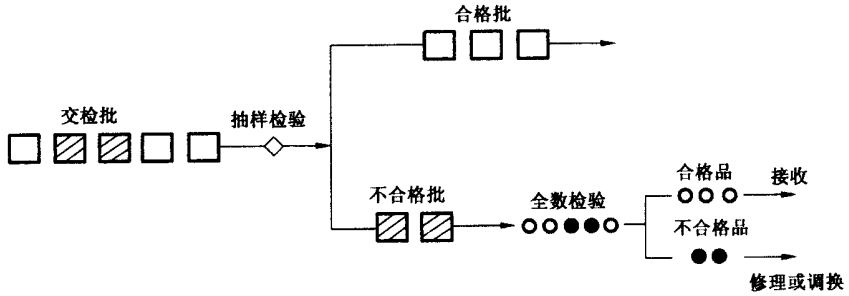 合格批
交检批
抽样检验
不合格批
全数检验
合格品
接收
不合格品
修理或调换